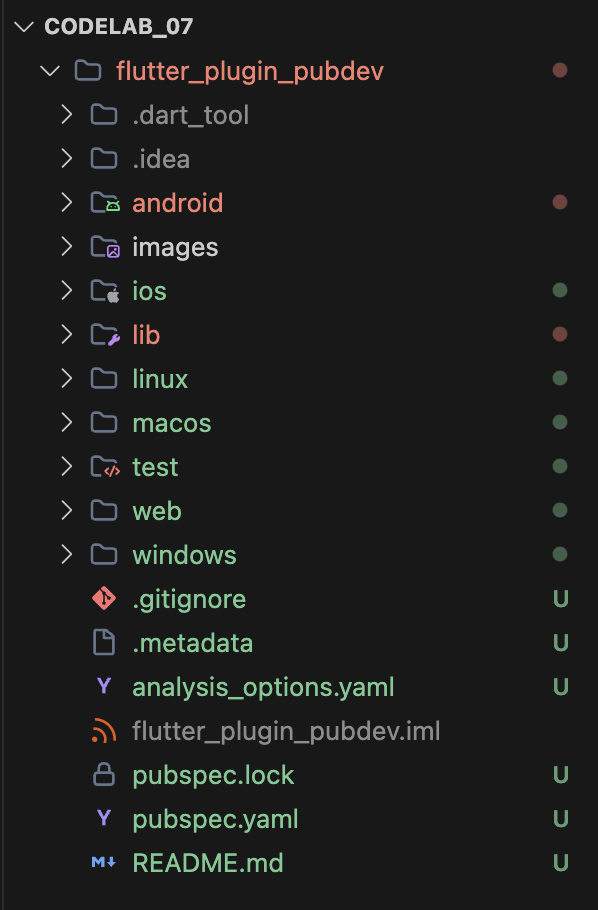 CODELAB_07
flutter_plugin_pubdev
.dart_tool
.idea
android
images
ios
lib
linux
macos
test
web
windows
.gitignore U
.metadata U
Y analysis_options.yaml U
flutter_plugin_pubdev.iml
pubspec.lock U
Y pubspec.yaml U
M↓ README.md U